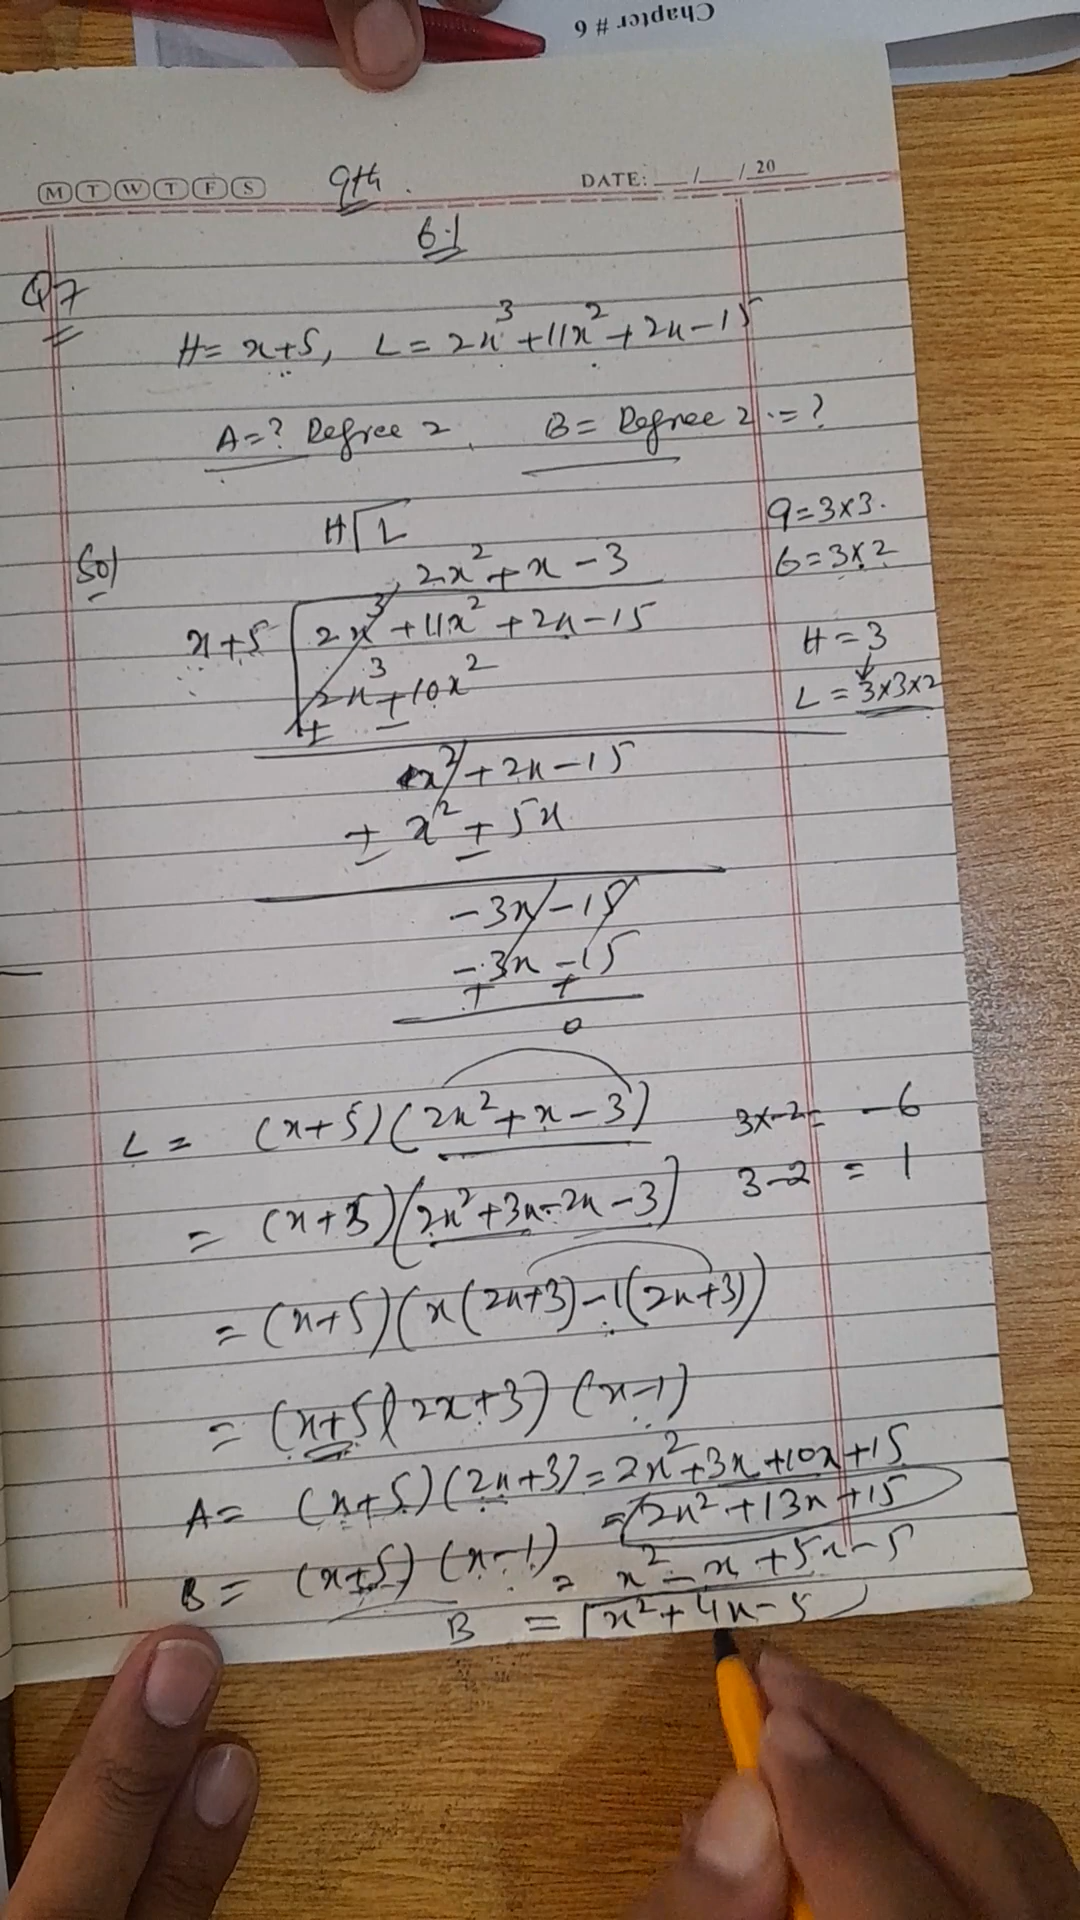 Chapter # 6
M T W T F S
9th.
DATE: __/__/20
6.1
Q7
H= x+5, L= 2x³+11x²+2x-15
A=? Degree 2, B= Degree 2 .=?
9=3×3.
H√L
6=3×2
Sol
2x²+x-3
x+5 √2x³+11x²+2x-15
H=3
2x³+10x²
L=3×3×2
± -
x²+2x-15
± x²+5x
- -
-3x-15
-3x-15
+ +
0
L= (x+5)(2x²+x-3) 3×-2= -6
= (x+5)(2x²+3x-2x-3) 3-2 = 1
= (x+5)(x(2x+3)-1(2x+3))
= (x+5)(2x+3)(x-1)
A= (x+5)(2x+3)=2x²+3x+10x+15
=2x²+13x+15
B= (x+5)(x-1) = x²-x+5x-5
B = x²+4x-5